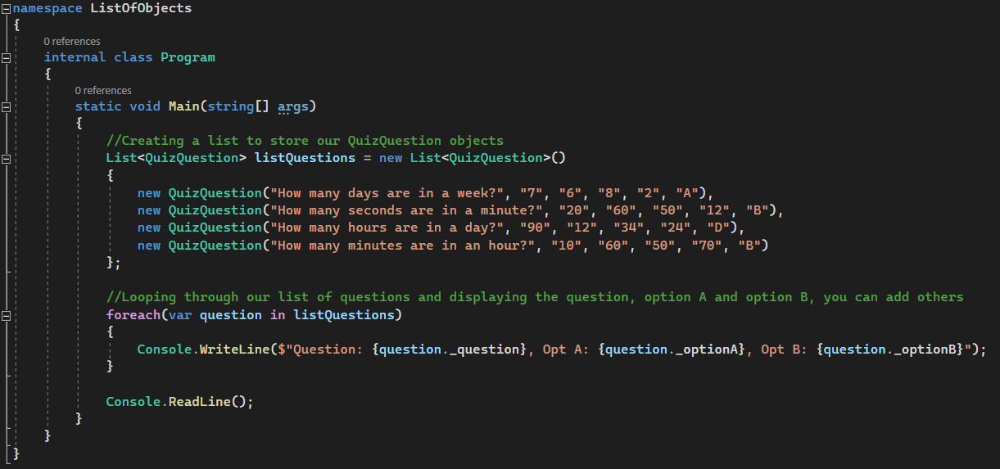 namespace ListOfObjects
{
0 references
internal class Program
{
0 references
static void Main(string[] args)
{
//Creating a list to store our QuizQuestion objects
List<QuizQuestion> listQuestions = new List<QuizQuestion>()
{
new QuizQuestion("How many days are in a week?", "7", "6", "8", "2", "A"),
new QuizQuestion("How many seconds are in a minute?", "20", "60", "50", "12", "B"),
new QuizQuestion("How many hours are in a day?", "90", "12", "34", "24", "D"),
new QuizQuestion("How many minutes are in an hour?", "10", "60", "50", "70", "B")
};
//Looping through our list of questions and displaying the question, option A and option B, you can add others
foreach(var question in listQuestions)
{
Console.WriteLine($"Question: {question._question}, Opt A: {question._optionA}, Opt B: {question._optionB}");
}
Console.ReadLine();
}
}
}